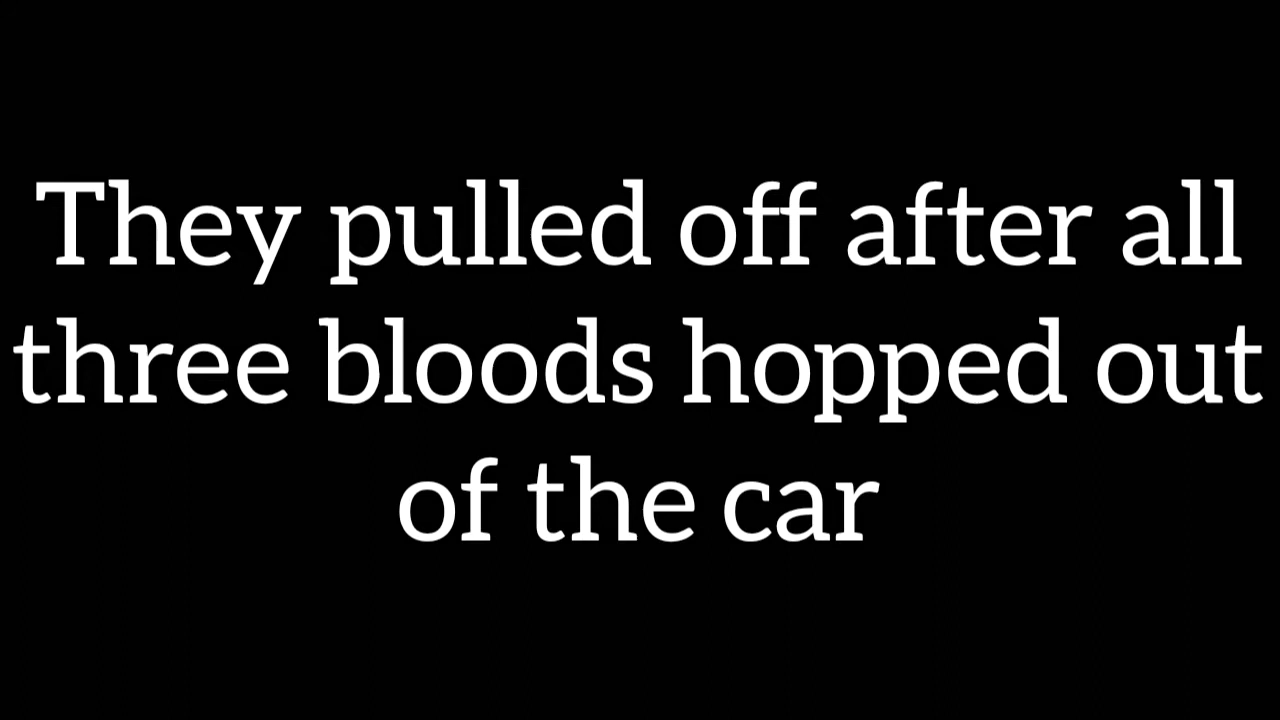 They pulled off after all
three bloods hopped out
of the car